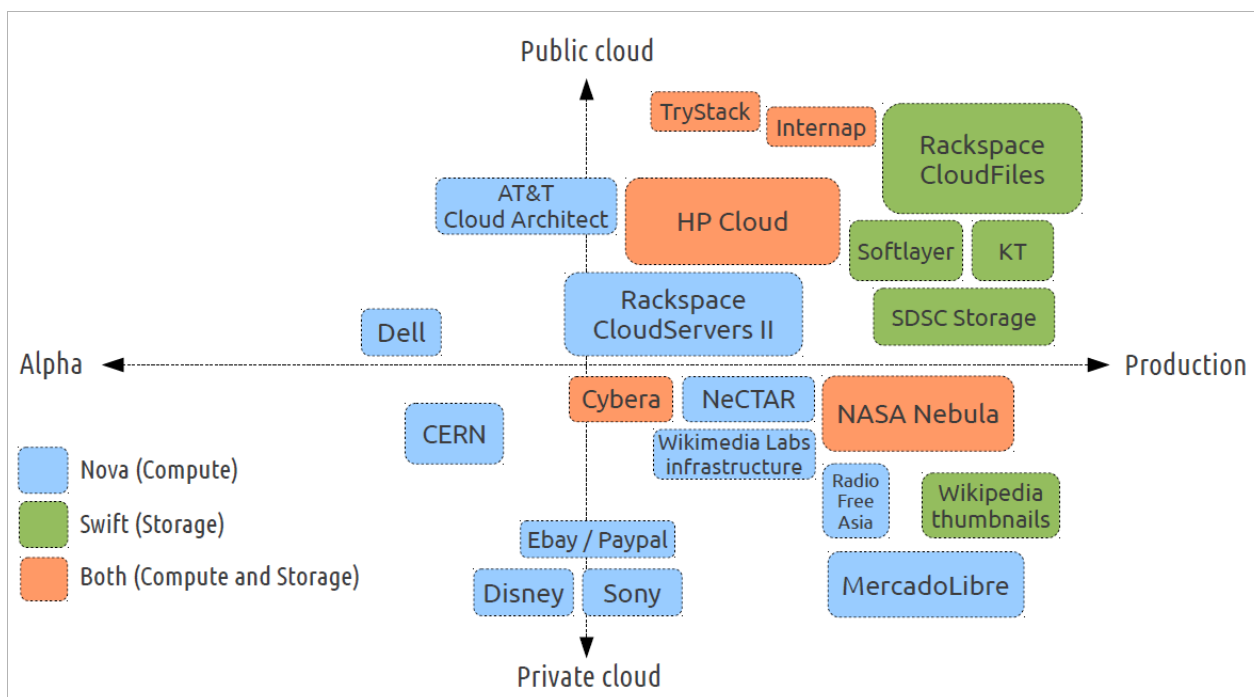 Public cloud
TryStack
Internap
Rackspace
CloudFiles
AT&T
Cloud Architect
HP Cloud
Softlayer
KT
Rackspace
CloudServers II
SDSC Storage
Dell
Alpha
Production
Cybera
NeCTAR
NASA Nebula
CERN
Wikimedia Labs
infrastructure
Nova (Compute)
Radio
Free
Asia
Wikipedia
thumbnails
Swift (Storage)
Ebay / Paypal
Both (Compute and Storage)
Disney
Sony
MercadoLibre
Private cloud